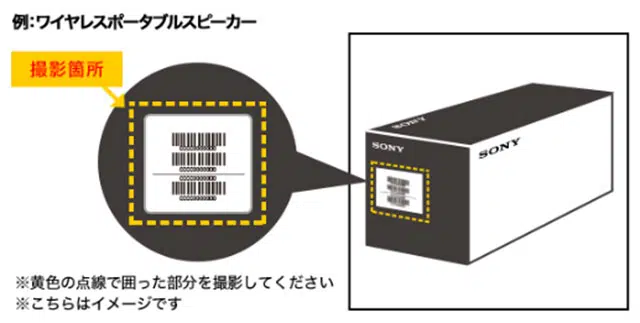 例：ワイヤレスポータブルスピーカー
撮影箇所
SONY
SONY
SONY
※黄色の点線で囲った部分を撮影してください
※こちらはイメージです